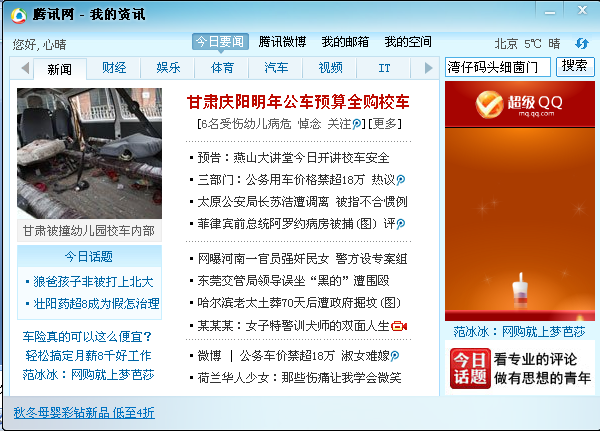 腾讯网 - 我的资讯
您好, 心晴
今日要闻 腾讯微博 我的邮箱 我的空间
北京 5℃ 晴
新闻 财经 娱乐 体育 汽车 视频 IT
湾仔码头细菌门 搜索
甘肃庆阳明年公车预算全购校车
[6名受伤幼儿病危 悼念 关注][更多]
预告：燕山大讲堂今日开讲校车安全
三部门：公务用车价格禁超18万 热议
太原公安局长苏浩遭调离 被指不合惯例
菲律宾前总统阿罗约病房被捕(图) 评
网曝河南一官员强奸民女 警方设专案组
东莞交管局领导误坐“黑的”遭围殴
哈尔滨老太土葬70天后遭政府掘坟(图)
某某某：女子特警训大师的双面人生
微博 | 公务车价禁超18万 淑女难嫁
荷兰华人少女：那些伤痛让我学会微笑
甘肃被撞幼儿园校车内部
今日话题
狼爸孩子非被打上北大
壮阳药超8成为假怎治理
车险真的可以这么便宜？
轻松搞定月薪8千好工作
范冰冰：网购就上梦芭莎
超级QQ
mq.qq.com
范冰冰：网购就上梦芭莎
今日话题
看专业的评论
做有思想的青年
秋冬母婴彩钻新品 低至4折